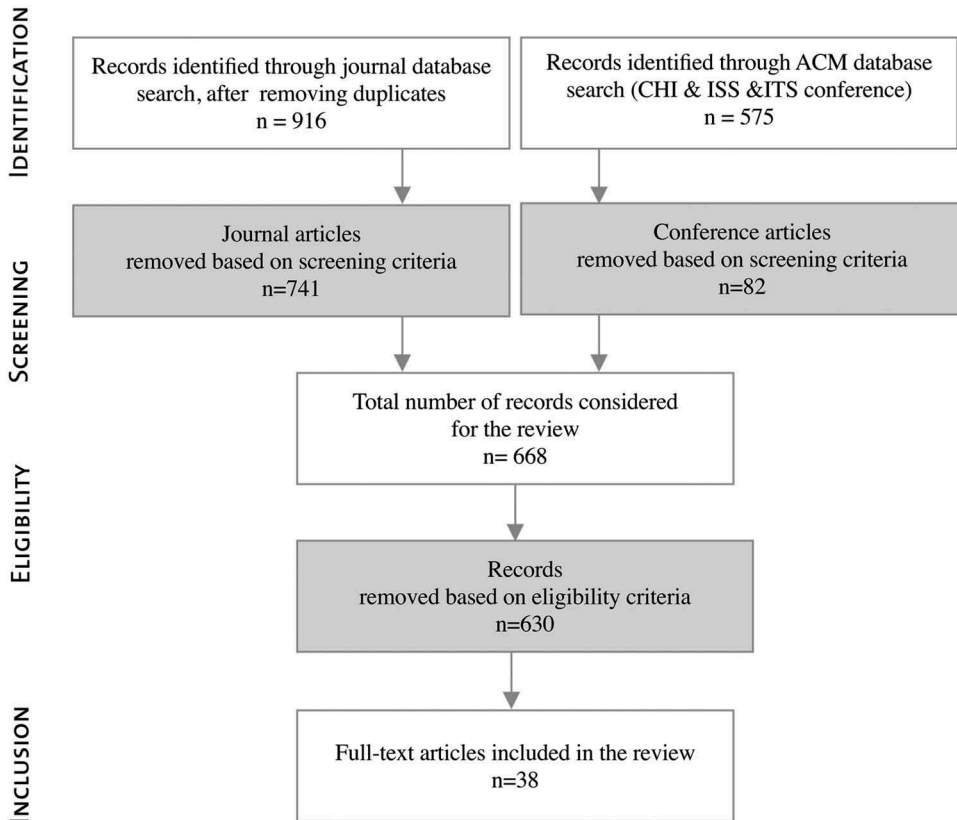 IDENTIFICATION
Records identified through journal database
search, after removing duplicates
n = 916
Records identified through ACM database
search (CHI & ISS &ITS conference)
n = 575
SCREENING
Journal articles
removed based on screening criteria
n=741
Conference articles
removed based on screening criteria
n=82
Total number of records considered
for the review
n= 668
ELIGIBILITY
Records
removed based on eligibility criteria
n=630
INCLUSION
Full-text articles included in the review
n=38